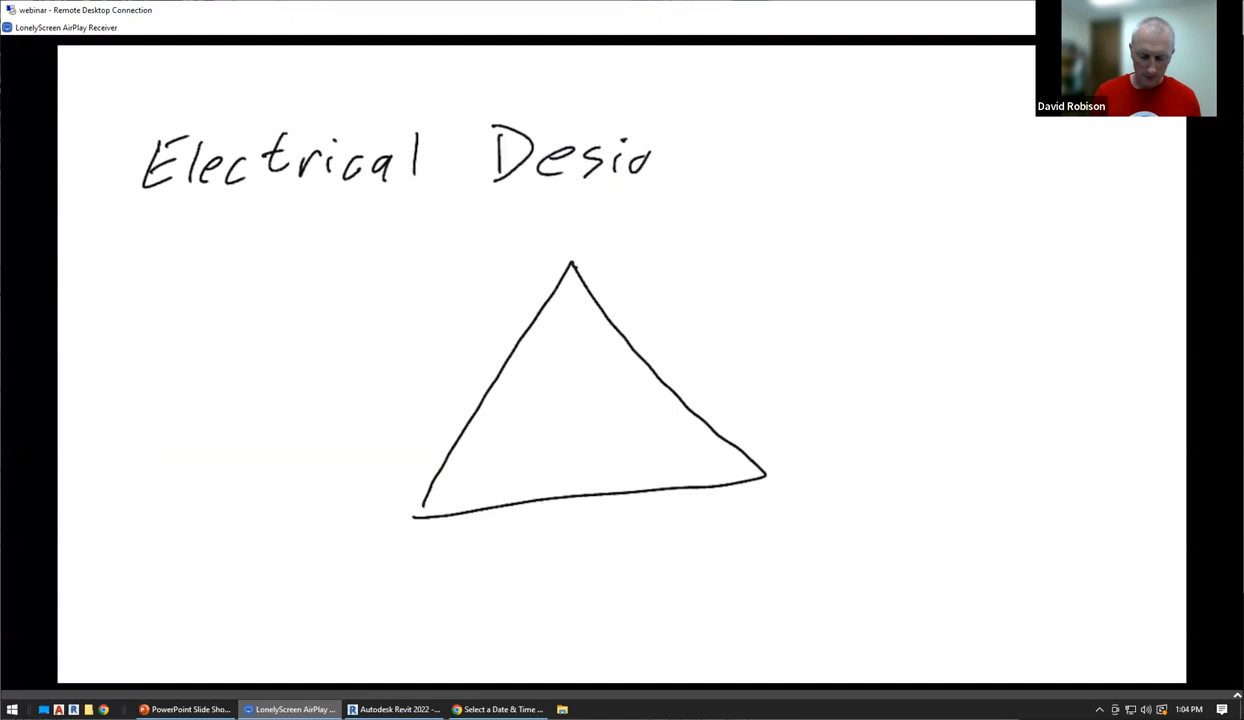 webinar - Remote Desktop Connection
LonelyScreen AirPlay Receiver
David Robison
Electrical Desig
PowerPoint Slide Sho...
LonelyScreen AirPlay ...
Autodesk Revit 2022 -...
Select a Date & Time ...
1:04 PM